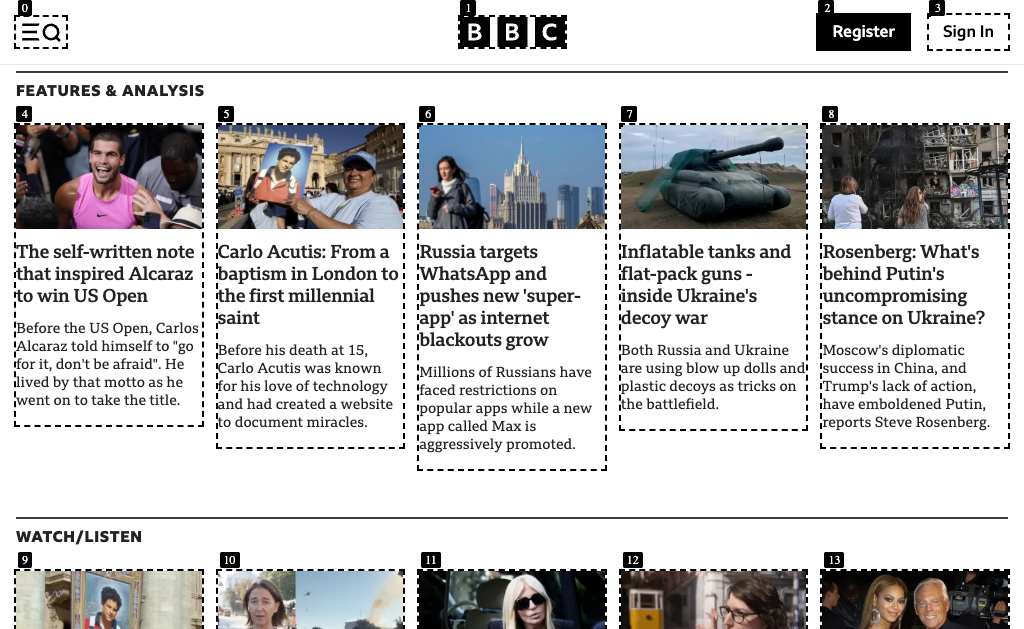 0
1
2
3
B B C
Register
Sign In
FEATURES & ANALYSIS
4
5
6
7
8
The self-written note
that inspired Alcaraz
to win US Open
Before the US Open, Carlos
Alcaraz told himself to "go
for it, don't be afraid". He
lived by that motto as he
went on to take the title.
Carlo Acutis: From a
baptism in London to
the first millennial
saint
Before his death at 15,
Carlo Acutis was known
for his love of technology
and had created a website
to document miracles.
Russia targets
WhatsApp and
pushes new 'super-
app' as internet
blackouts grow
Millions of Russians have
faced restrictions on
popular apps while a new
app called Max is
aggressively promoted.
Inflatable tanks and
flat-pack guns -
inside Ukraine's
decoy war
Both Russia and Ukraine
are using blow up dolls and
plastic decoys as tricks on
the battlefield.
Rosenberg: What's
behind Putin's
uncompromising
stance on Ukraine?
Moscow's diplomatic
success in China, and
Trump's lack of action,
have emboldened Putin,
reports Steve Rosenberg.
WATCH/LISTEN
9
10
11
12
13